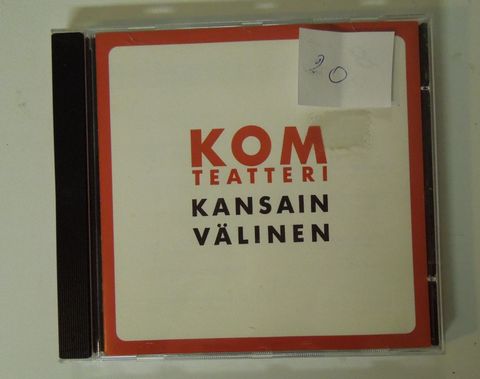 20
KOM
TEATTERI
KANSAIN
VÄLINEN